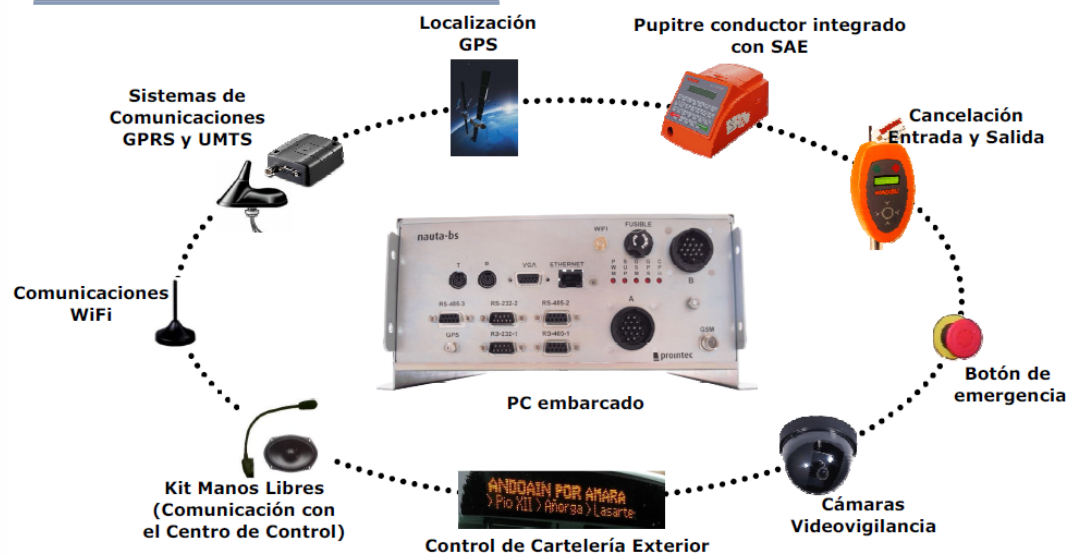 Localización
GPS
Pupitre conductor integrado
con SAE
Sistemas de
Comunicaciones
GPRS y UMTS
Cancelación
Entrada y Salida
nauta-bs
WiFi
FUSIBLE
T
R
VGA
ETHERNET
B
RS-485-3
RS-232-2
RS-485-2
A
GPS
RS-232-1
RS-485-1
GSM
prointec
Comunicaciones
WiFi
PC embarcado
Botón de
emergencia
ANDOAIN POR AMARA
>Pio XII>Añorga>Lasarte
Kit Manos Libres
(Comunicación con
el Centro de Control)
Cámaras
Videovigilancia
Control de Cartelería Exterior